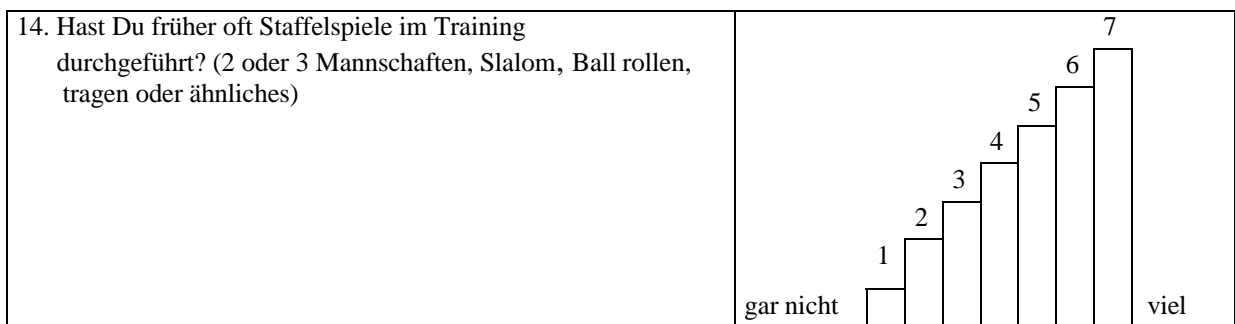 14. Hast Du früher oft Staffelspiele im Training
durchgeführt? (2 oder 3 Mannschaften, Slalom, Ball rollen,
tragen oder ähnliches)
7
6
5
4
3
2
1
gar nicht viel